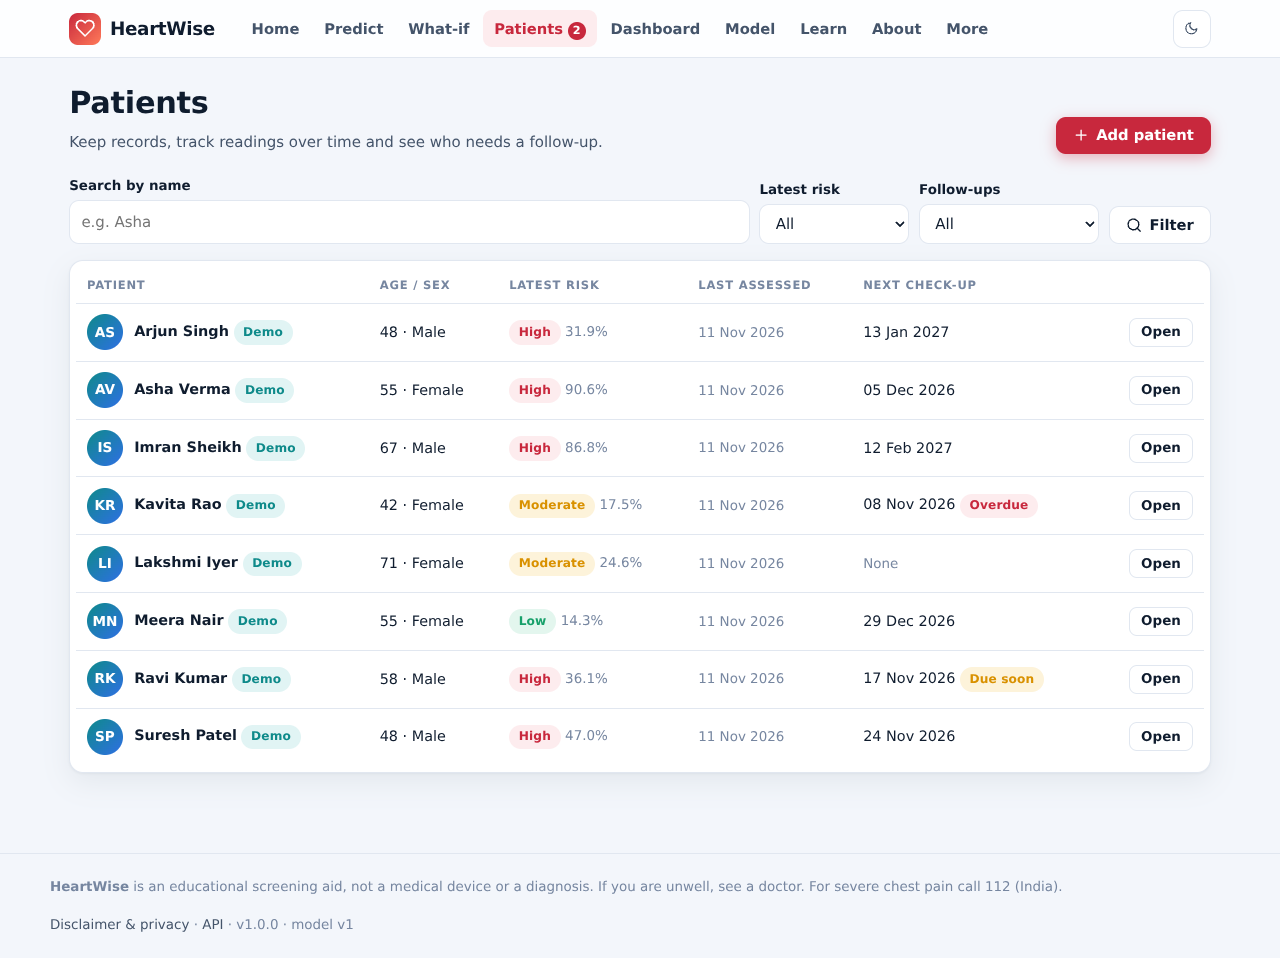 HeartWise Home Predict What-if Patients 2 Dashboard Model Learn About More
Patients
Keep records, track readings over time and see who needs a follow-up.
+ Add patient
Search by name Latest risk Follow-ups
e.g. Asha All All Filter
PATIENT AGE / SEX LATEST RISK LAST ASSESSED NEXT CHECK-UP
AS Arjun Singh Demo 48 · Male High 31.9% 11 Nov 2026 13 Jan 2027 Open
AV Asha Verma Demo 55 · Female High 90.6% 11 Nov 2026 05 Dec 2026 Open
IS Imran Sheikh Demo 67 · Male High 86.8% 11 Nov 2026 12 Feb 2027 Open
KR Kavita Rao Demo 42 · Female Moderate 17.5% 11 Nov 2026 08 Nov 2026 Overdue Open
LI Lakshmi Iyer Demo 71 · Female Moderate 24.6% 11 Nov 2026 None Open
MN Meera Nair Demo 55 · Female Low 14.3% 11 Nov 2026 29 Dec 2026 Open
RK Ravi Kumar Demo 58 · Male High 36.1% 11 Nov 2026 17 Nov 2026 Due soon Open
SP Suresh Patel Demo 48 · Male High 47.0% 11 Nov 2026 24 Nov 2026 Open
HeartWise is an educational screening aid, not a medical device or a diagnosis. If you are unwell, see a doctor. For severe chest pain call 112 (India).
Disclaimer & privacy · API · v1.0.0 · model v1